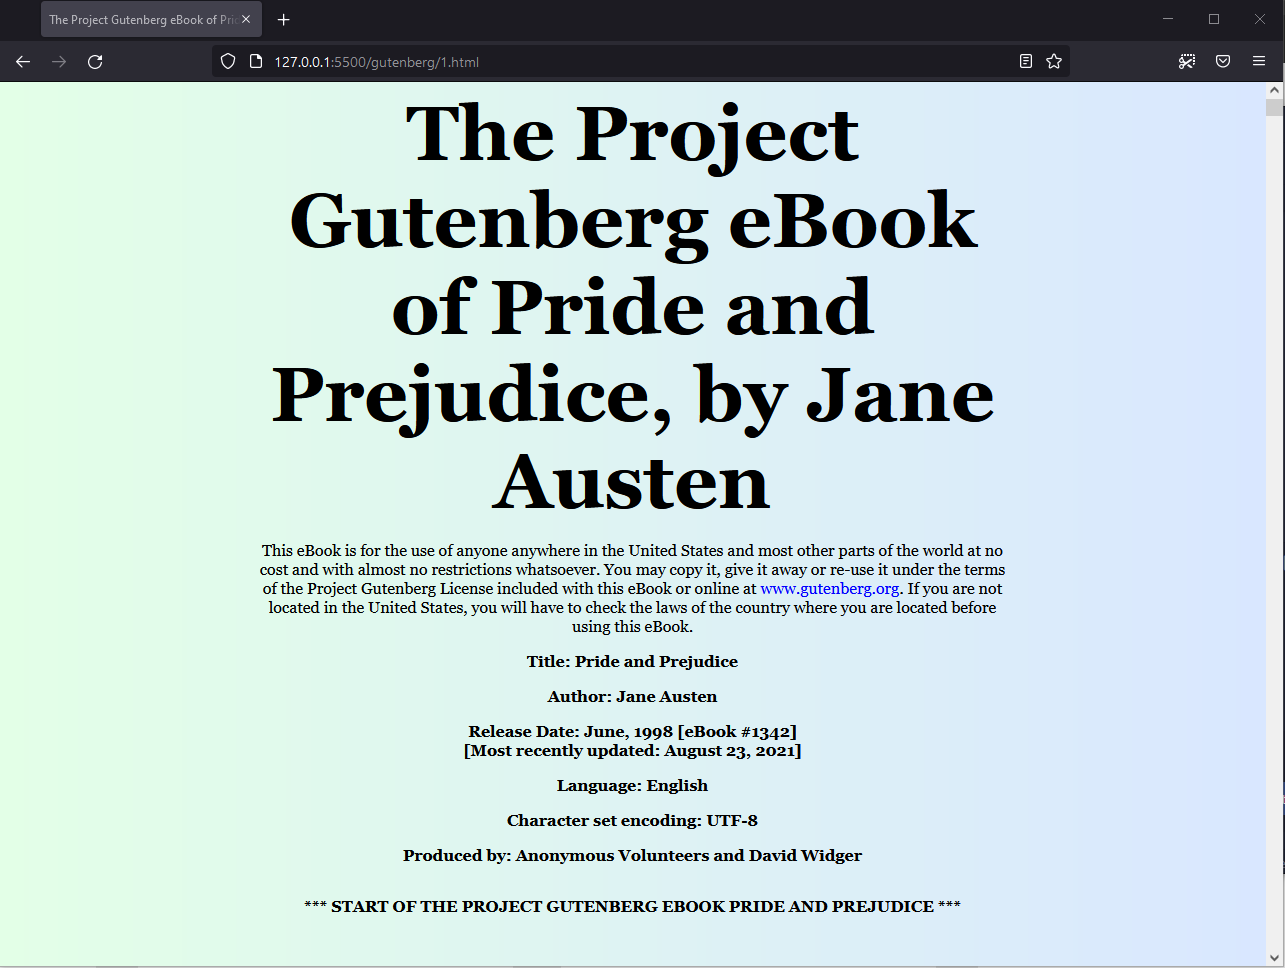 The Project Gutenberg eBook of Pri
127.0.0.1:5500/gutenberg/1.html
The Project
Gutenberg eBook
of Pride and
Prejudice, by Jane
Austen
This eBook is for the use of anyone anywhere in the United States and most other parts of the world at no
cost and with almost no restrictions whatsoever. You may copy it, give it away or re-use it under the terms
of the Project Gutenberg License included with this eBook or online at www.gutenberg.org. If you are not
located in the United States, you will have to check the laws of the country where you are located before
using this eBook.
Title: Pride and Prejudice
Author: Jane Austen
Release Date: June, 1998 [eBook #1342]
[Most recently updated: August 23, 2021]
Language: English
Character set encoding: UTF-8
Produced by: Anonymous Volunteers and David Widger
*** START OF THE PROJECT GUTENBERG EBOOK PRIDE AND PREJUDICE ***